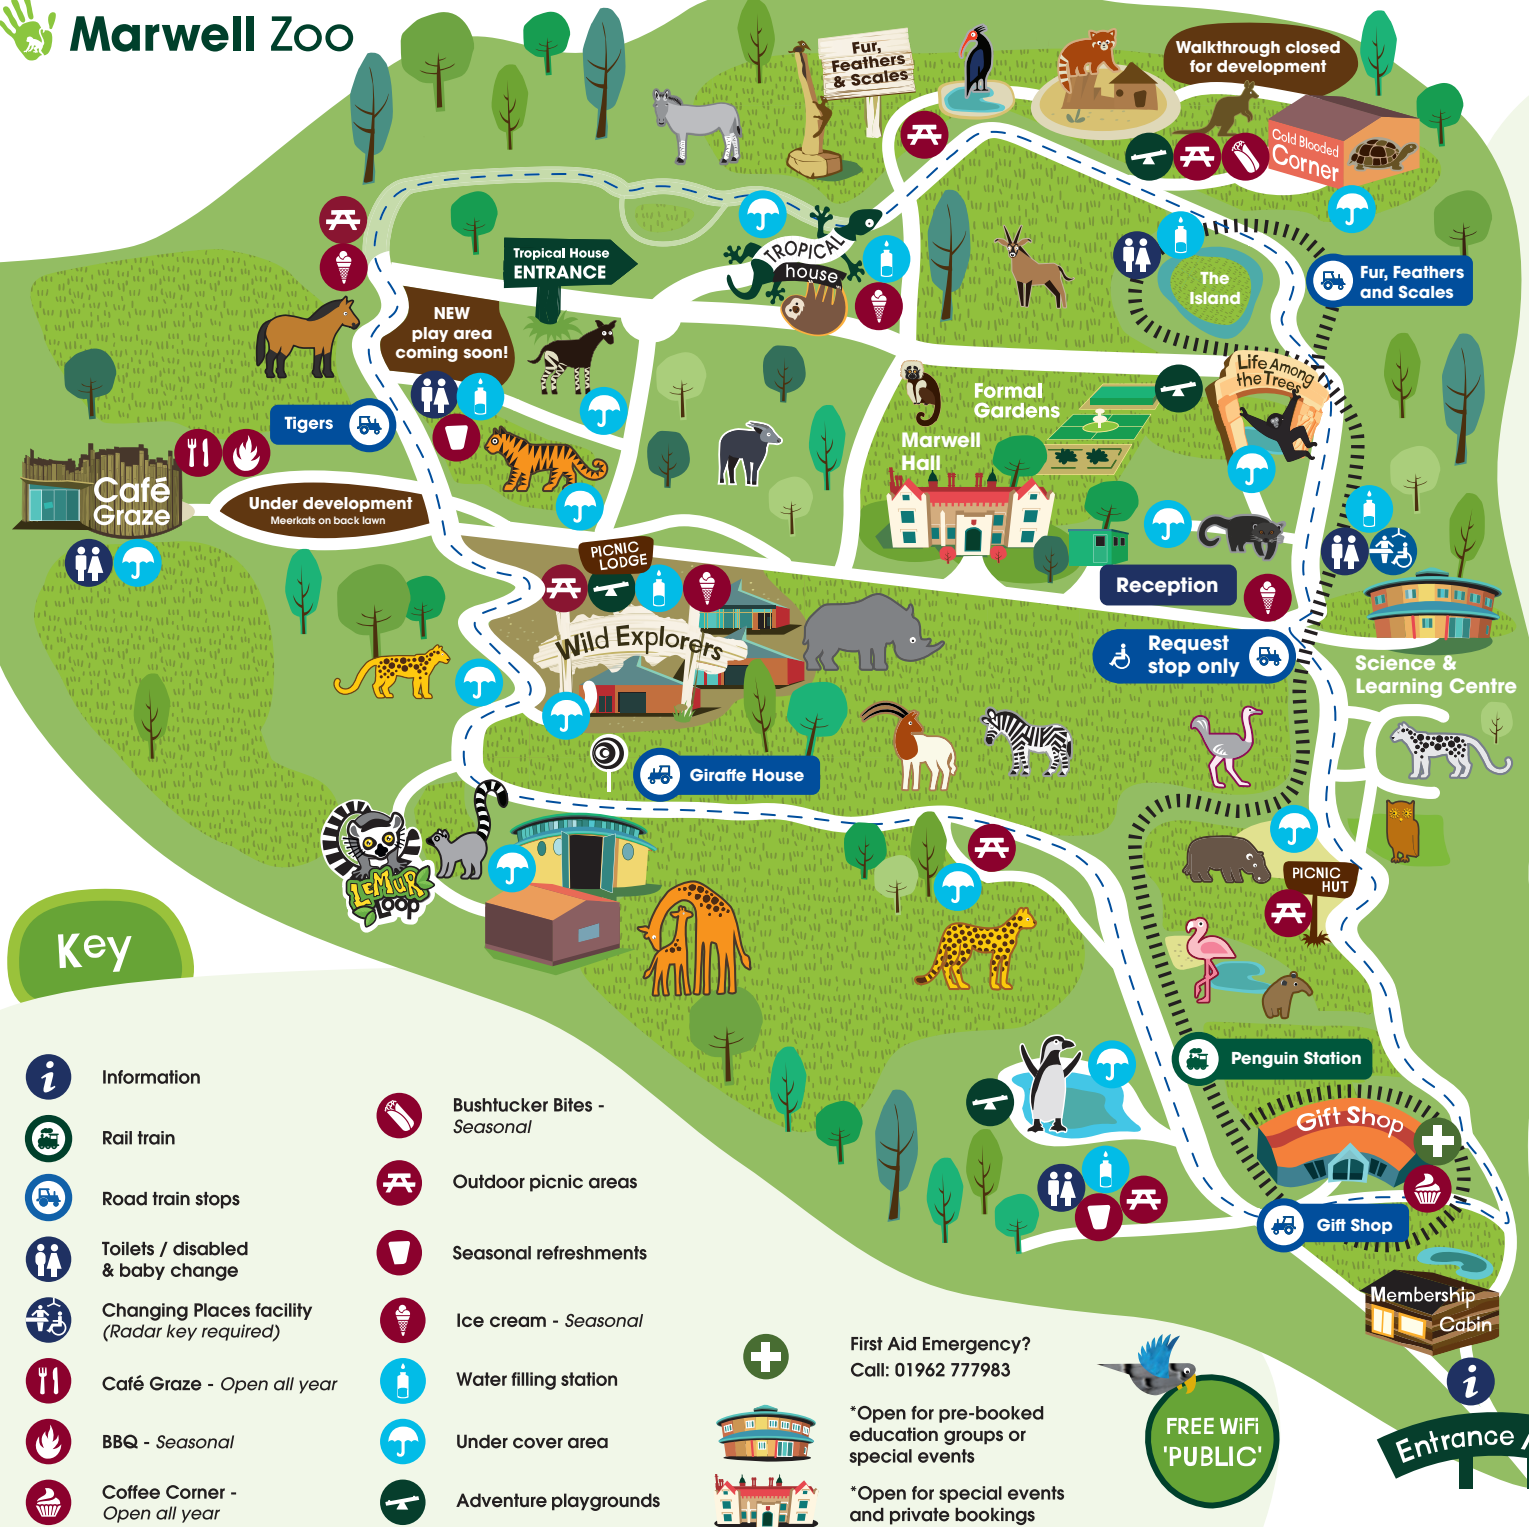 Marwell Zoo
Fur,
Feathers
& Scales
Walkthrough closed
for development
Cold Blooded
Corner
Tropical House
ENTRANCE
TROPICAL
house
The
Island
Fur, Feathers
and Scales
NEW
play area
coming soon!
Life Among
the Trees
Formal
Gardens
Marwell
Hall
Tigers
Café
Graze
Under development
Meerkats on back lawn
PICNIC
LODGE
Wild Explorers
Reception
Request
stop only
Science &
Learning Centre
Giraffe House
LEMUR
Loop
PICNIC
HUT
Penguin Station
Gift Shop
Gift Shop
Membership
Cabin
Entrance /
Key
Information
Rail train
Road train stops
Toilets / disabled
& baby change
Changing Places facility
(Radar key required)
Café Graze - Open all year
BBQ - Seasonal
Coffee Corner -
Open all year
Bushtucker Bites -
Seasonal
Outdoor picnic areas
Seasonal refreshments
Ice cream - Seasonal
Water filling station
Under cover area
Adventure playgrounds
First Aid Emergency?
Call: 01962 777983
*Open for pre-booked
education groups or
special events
*Open for special events
and private bookings
FREE WiFi
'PUBLIC'